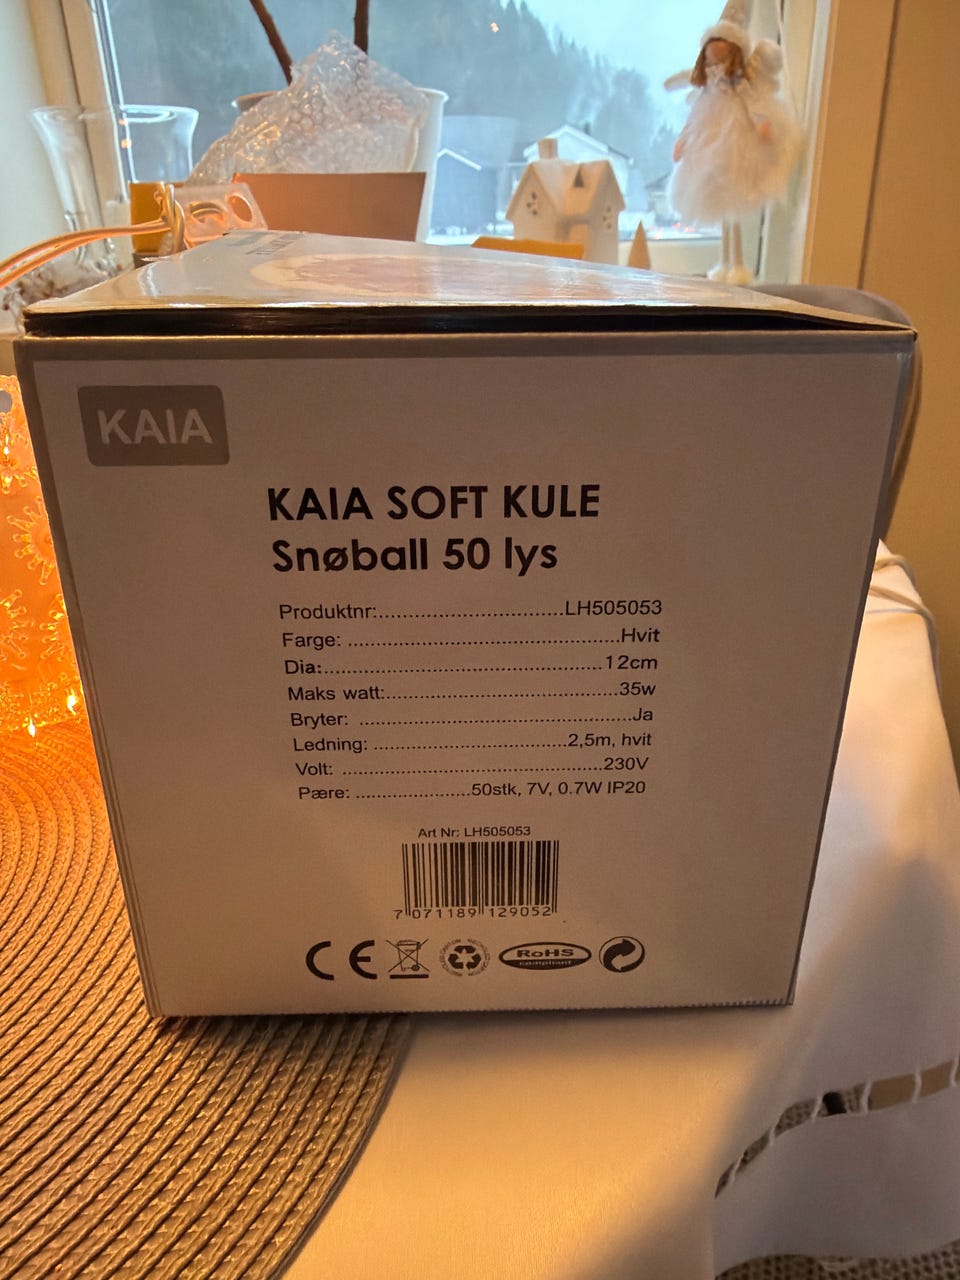 KAIA
KAIA SOFT KULE
Snøball 50 lys
Produktnr:..............................LH505053
Farge: ............................................Hvit
Dia:.............................................12cm
Maks watt:......................................35w
Bryter: .............................................Ja
Ledning: ...............................2,5m, hvit
Volt: ...........................................230V
Pære: ......................50stk, 7V, 0.7W IP20
Art Nr: LH505053
7 071189 129052
CE
RoHS
compliant